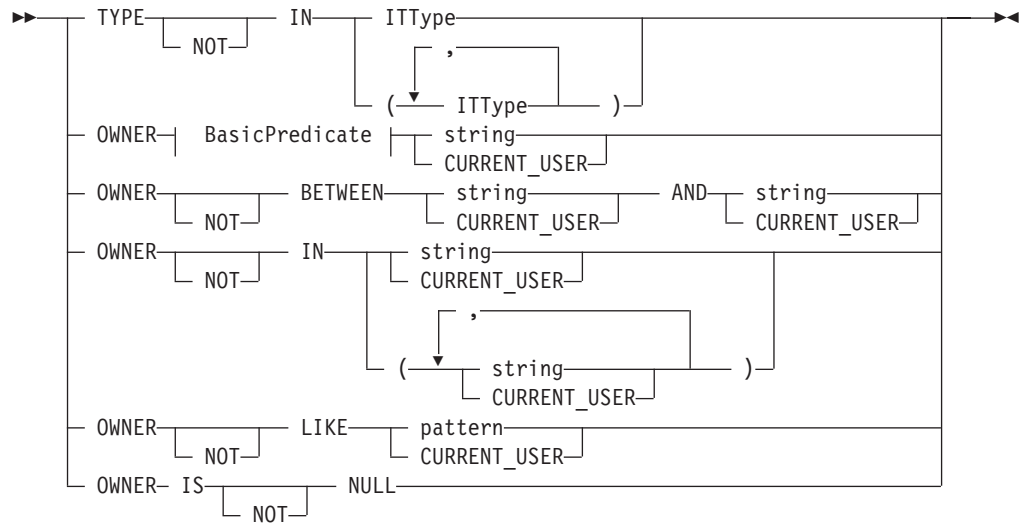 TYPE IN ITType
NOT ,
( ITType )
OWNER BasicPredicate string
CURRENT_USER
OWNER BETWEEN string AND string
NOT CURRENT_USER CURRENT_USER
OWNER IN string
NOT CURRENT_USER
,
( string )
CURRENT_USER
OWNER LIKE pattern
NOT CURRENT_USER
OWNER IS NULL
NOT